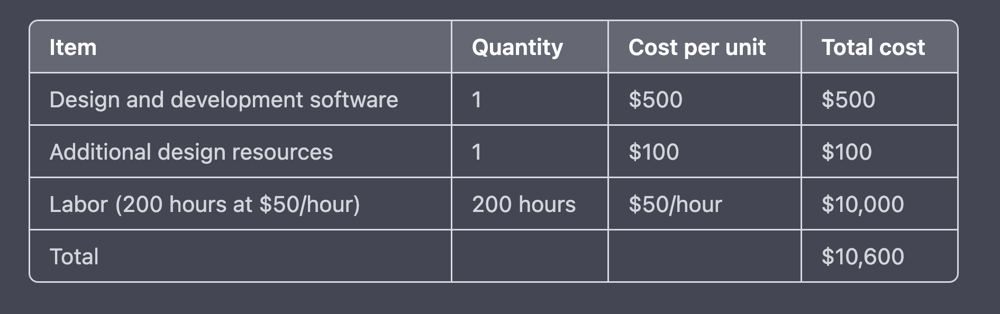 Item Quantity Cost per unit Total cost
Design and development software 1 $500 $500
Additional design resources 1 $100 $100
Labor (200 hours at $50/hour) 200 hours $50/hour $10,000
Total $10,600